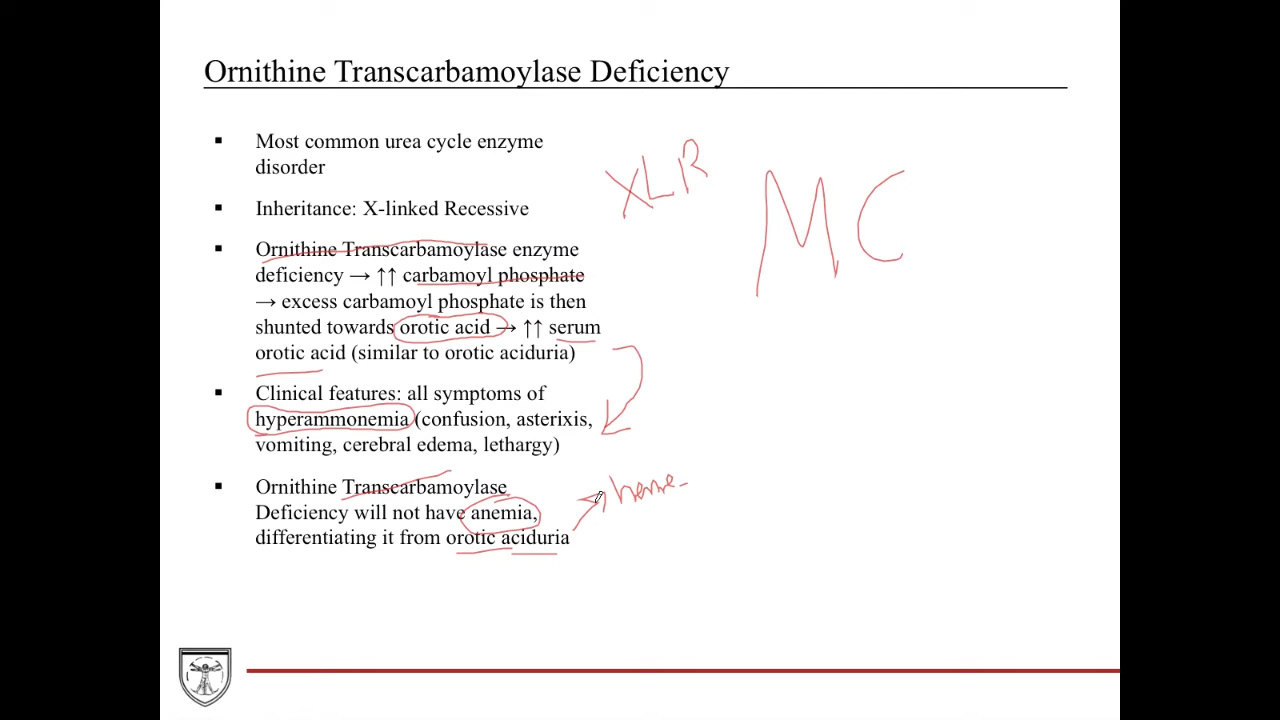 Ornithine Transcarbamoylase Deficiency
▪ Most common urea cycle enzyme
disorder
▪ Inheritance: X-linked Recessive
▪ Ornithine Transcarbamoylase enzyme
deficiency → ↑↑ carbamoyl phosphate
→ excess carbamoyl phosphate is then
shunted towards orotic acid → ↑↑ serum
orotic acid (similar to orotic aciduria)
▪ Clinical features: all symptoms of
hyperammonemia (confusion, asterixis,
vomiting, cerebral edema, lethargy)
▪ Ornithine Transcarbamoylase
Deficiency will not have anemia,
differentiating it from orotic aciduria
XLR
MC